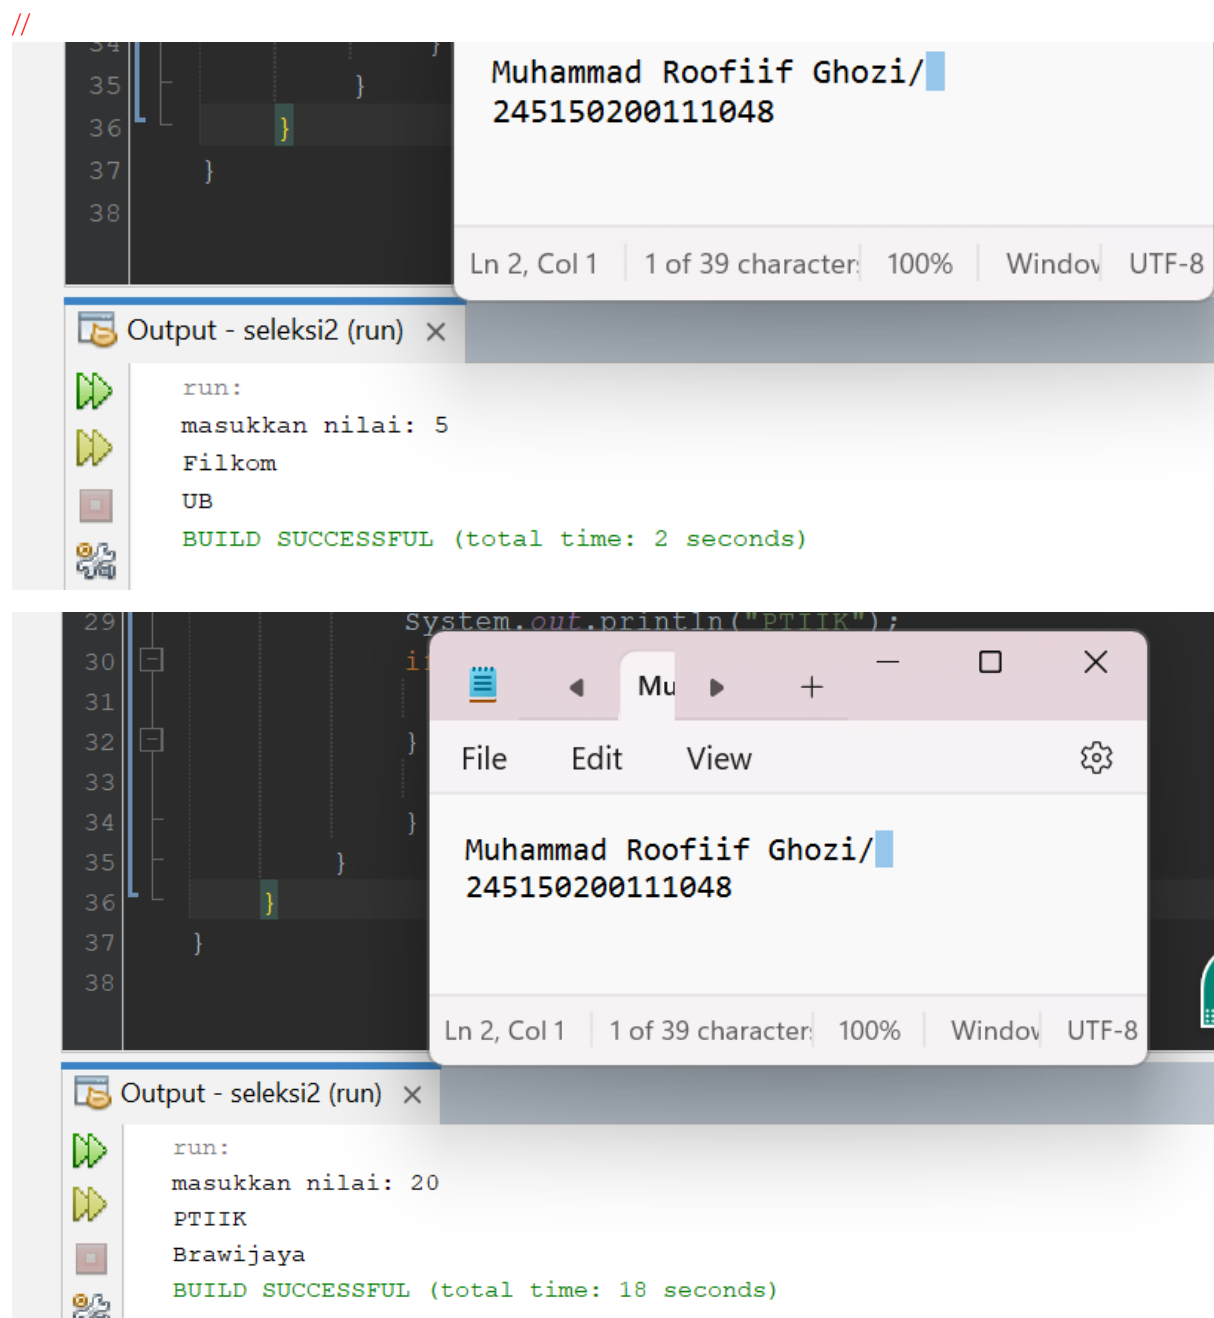 //
34 }
35 }
36 }
37 }
38
Muhammad Roofiif Ghozi/
245150200111048
Ln 2, Col 1 1 of 39 character 100% Window UTF-8
Output - seleksi2 (run) ×
run:
masukkan nilai: 5
Filkom
UB
BUILD SUCCESSFUL (total time: 2 seconds)
29 System.out.println("PTIIK");
30 i
31
32 }
33
34 }
35 }
36 }
37 }
38
Mu
File Edit View
Muhammad Roofiif Ghozi/
245150200111048
Ln 2, Col 1 1 of 39 character 100% Window UTF-8
Output - seleksi2 (run) ×
run:
masukkan nilai: 20
PTIIK
Brawijaya
BUILD SUCCESSFUL (total time: 18 seconds)